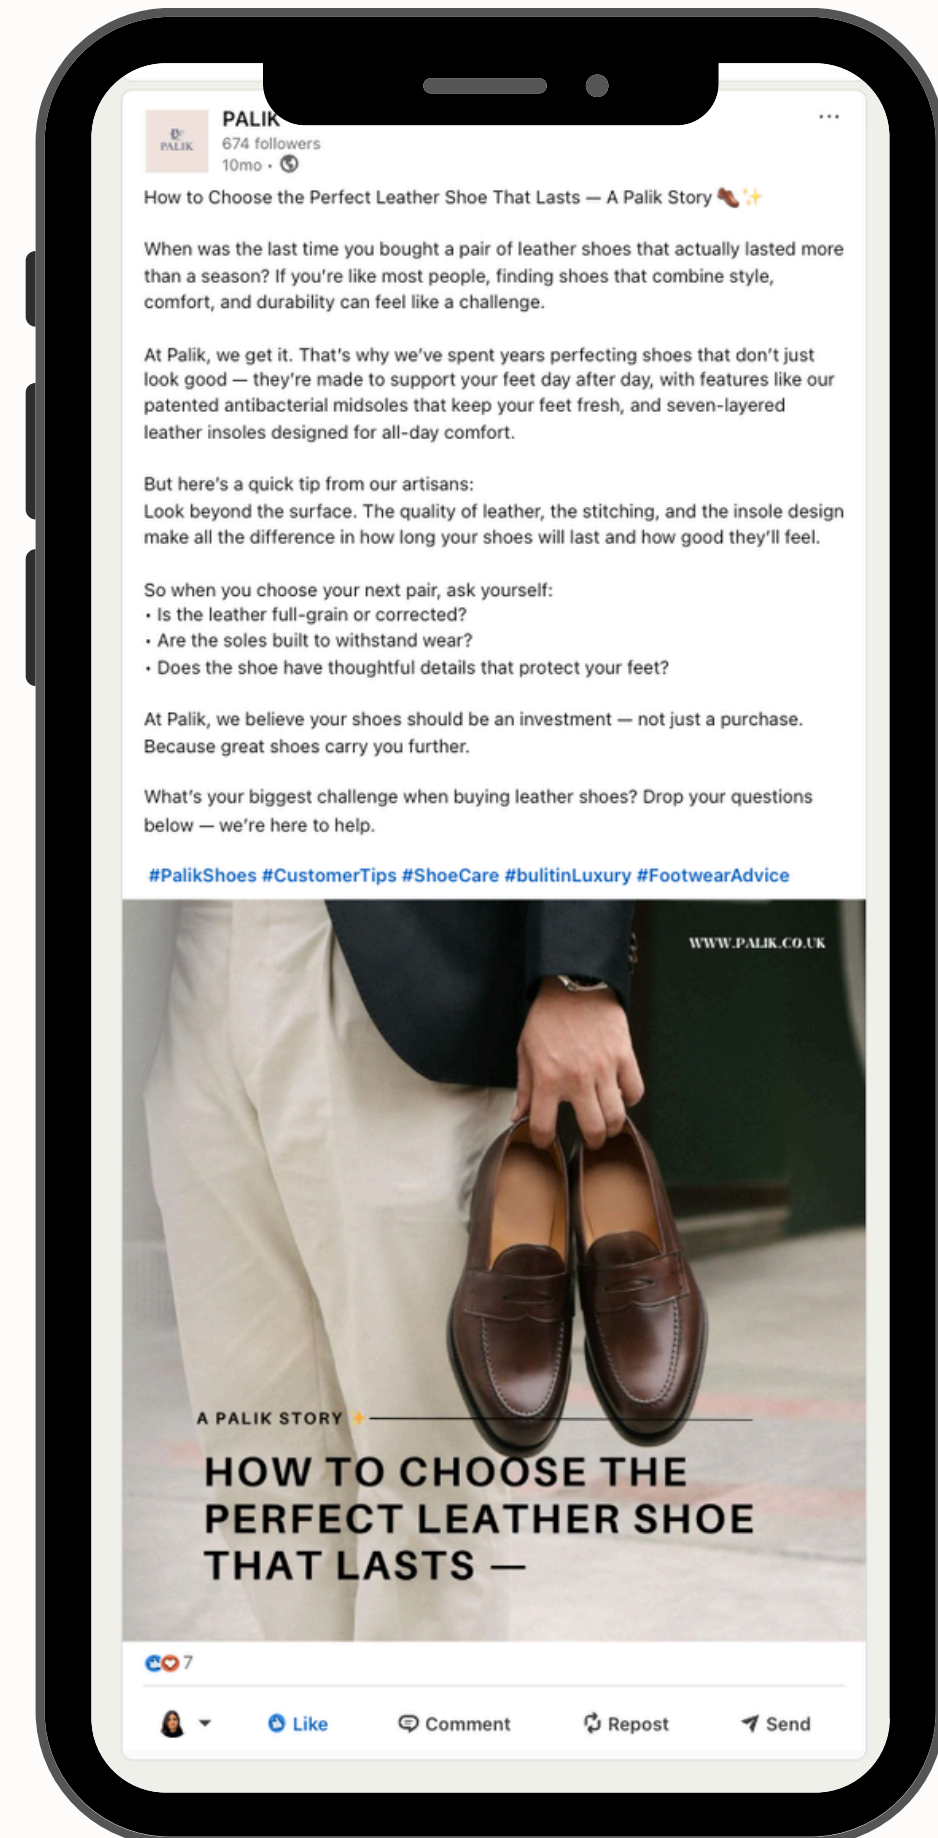 PALIK
PALIK
674 followers
10mo •
How to Choose the Perfect Leather Shoe That Lasts — A Palik Story 👞✨
When was the last time you bought a pair of leather shoes that actually lasted more
than a season? If you're like most people, finding shoes that combine style,
comfort, and durability can feel like a challenge.
At Palik, we get it. That's why we've spent years perfecting shoes that don't just
look good — they're made to support your feet day after day, with features like our
patented antibacterial midsoles that keep your feet fresh, and seven-layered
leather insoles designed for all-day comfort.
But here's a quick tip from our artisans:
Look beyond the surface. The quality of leather, the stitching, and the insole design
make all the difference in how long your shoes will last and how good they'll feel.
So when you choose your next pair, ask yourself:
• Is the leather full-grain or corrected?
• Are the soles built to withstand wear?
• Does the shoe have thoughtful details that protect your feet?
At Palik, we believe your shoes should be an investment — not just a purchase.
Because great shoes carry you further.
What's your biggest challenge when buying leather shoes? Drop your questions
below — we're here to help.
#PalikShoes #CustomerTips #ShoeCare #bulitinLuxury #FootwearAdvice
WWW.PALIK.CO.UK
A PALIK STORY ✨
HOW TO CHOOSE THE
PERFECT LEATHER SHOE
THAT LASTS —
7
Like Comment Repost Send